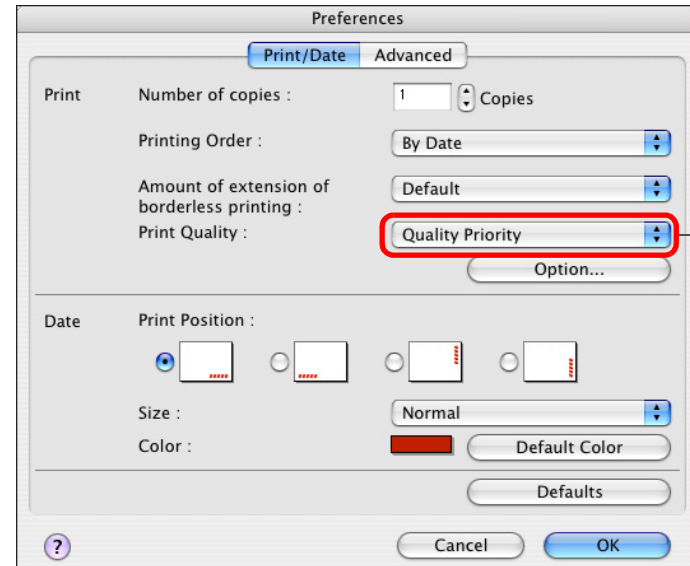 Preferences
Print/Date Advanced
Print Number of copies : 1 Copies
Printing Order : By Date
Amount of extension of borderless printing : Default
Print Quality : Quality Priority
Option...
Date Print Position :
Size : Normal
Color : Default Color
Defaults
? Cancel OK